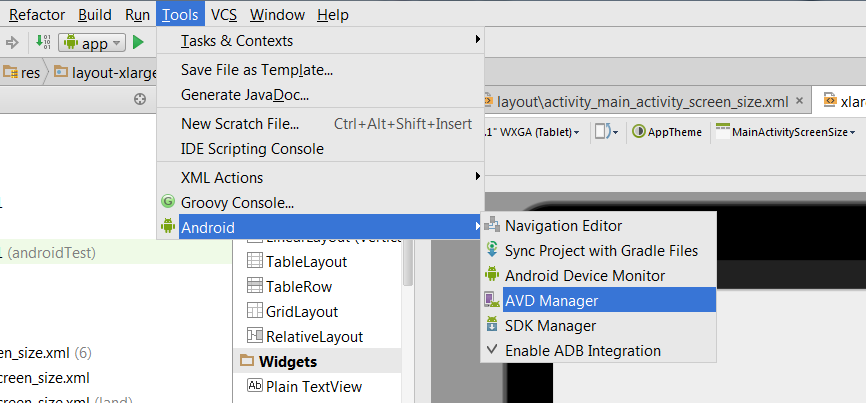 Refactor Build Run Tools VCS Window Help
app
res layout-xlarge
Tasks & Contexts
Save File as Template...
Generate JavaDoc...
New Scratch File... Ctrl+Alt+Shift+Insert
IDE Scripting Console
XML Actions
Groovy Console...
Android
layout\activity_main_activity_screen_size.xml × xlar
.1" WXGA (Tablet) AppTheme MainActivityScreenSize
Navigation Editor
Sync Project with Gradle Files
Android Device Monitor
AVD Manager
SDK Manager
Enable ADB Integration
(androidTest)
LinearLayout (Vertic
TableLayout
TableRow
GridLayout
RelativeLayout
Widgets
Ab Plain TextView
en_size.xml (6)
creen_size.xml
creen_size.xml (land)